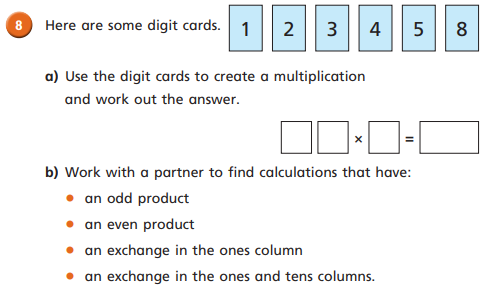 8 Here are some digit cards. 1 2 3 4 5 8
a) Use the digit cards to create a multiplication
and work out the answer.
× =
b) Work with a partner to find calculations that have:
• an odd product
• an even product
• an exchange in the ones column
• an exchange in the ones and tens columns.